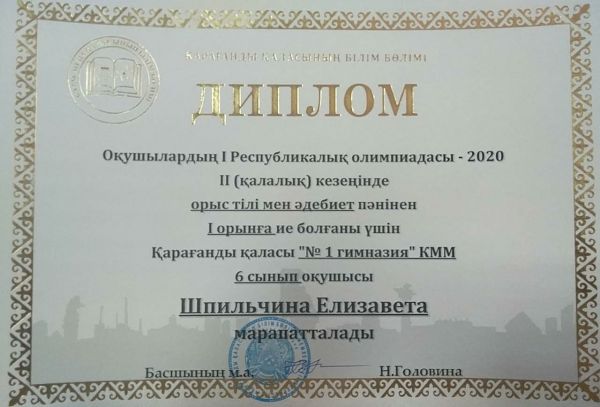 ҚАРАҒАНДЫ ҚАЛАСЫНЫҢ БІЛІМ БӨЛІМІ
ДИПЛОМ
Оқушылардың І Республикалық олимпиадасы - 2020
ІІ (қалалық) кезеңінде
орыс тілі мен әдебиет пәнінен
І орынға ие болғаны үшін
Қарағанды қаласы "№ 1 гимназия" КММ
6 сынып оқушысы
Шпильчина Елизавета
марапатталады
Басшының м.а. Н.Головина